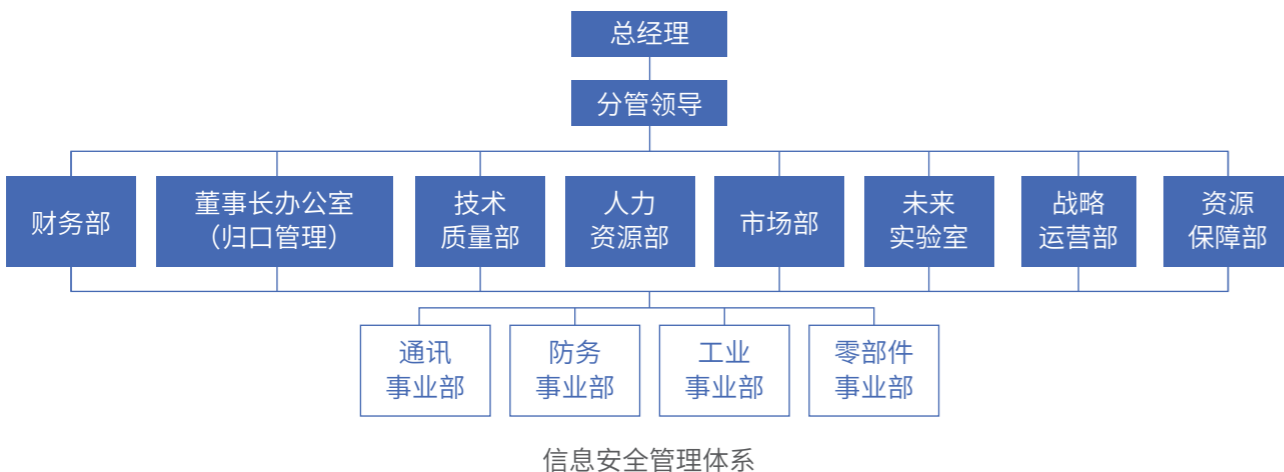 总经理
分管领导
财务部
董事长办公室
（归口管理）
技术
质量部
人力
资源部
市场部
未来
实验室
战略
运营部
资源
保障部
通讯
事业部
防务
事业部
工业
事业部
零部件
事业部
信息安全管理体系